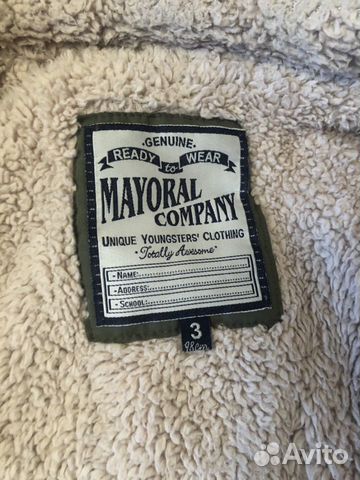 ·GENUINE·
READY to WEAR
MAYORAL
COMPANY
UNIQUE YOUNGSTERS' CLOTHING
·Totally Awesome·
-NAME:
-ADDRESS:
-SCHOOL:
3
98cm
Avito